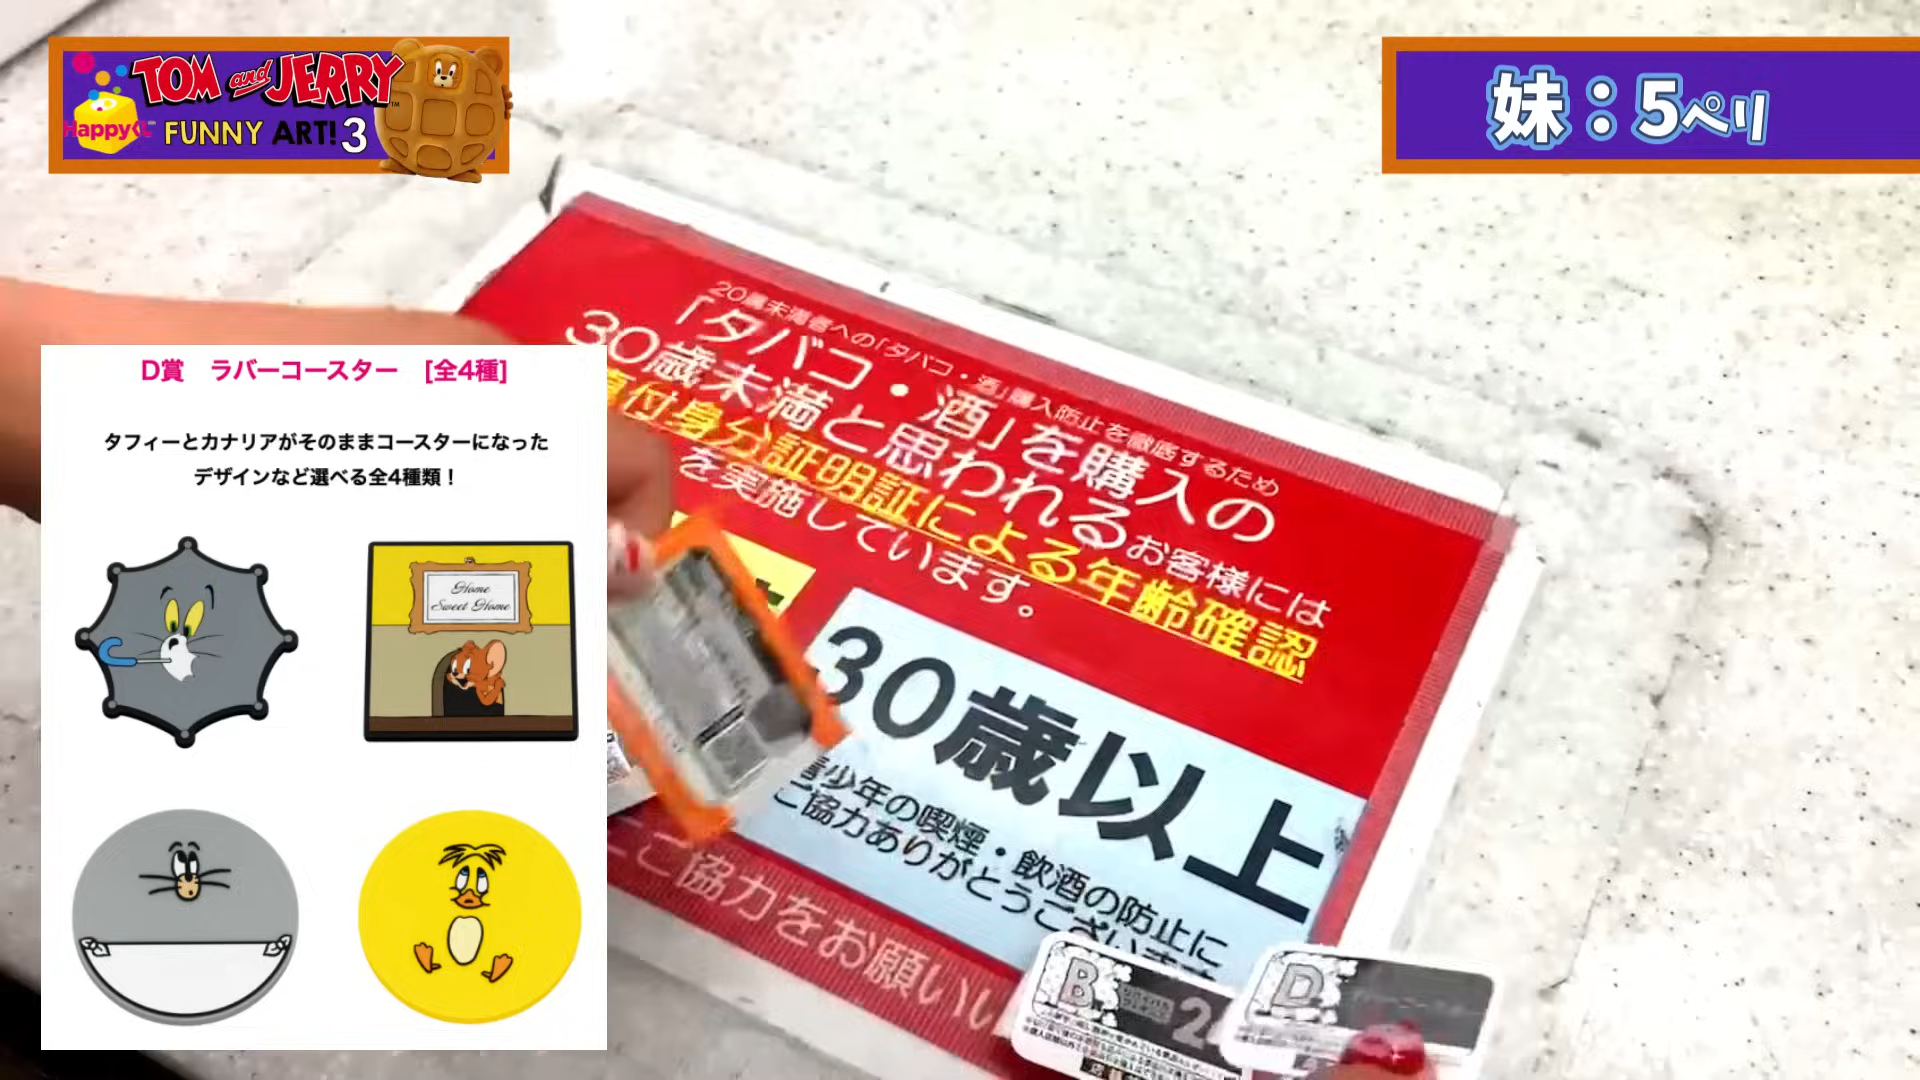 TOM and JERRY™
Happyくじ
FUNNY ART! 3
妹：5ペリ
D賞 ラバーコースター [全4種]
タフィーとカナリアがそのままコースターになった
デザインなど選べる全4種類！
Home
Sweet Home
20歳未満者への「タバコ・酒」購入防止を徹底するため
「タバコ・酒」を購入の
30歳未満と思われるお客様には
付身分証明証による年齢確認
を実施しています。
30歳以上
青少年の喫煙・飲酒の防止に
ご協力ありがとうございます
ご協力をお願いい
B
2
D